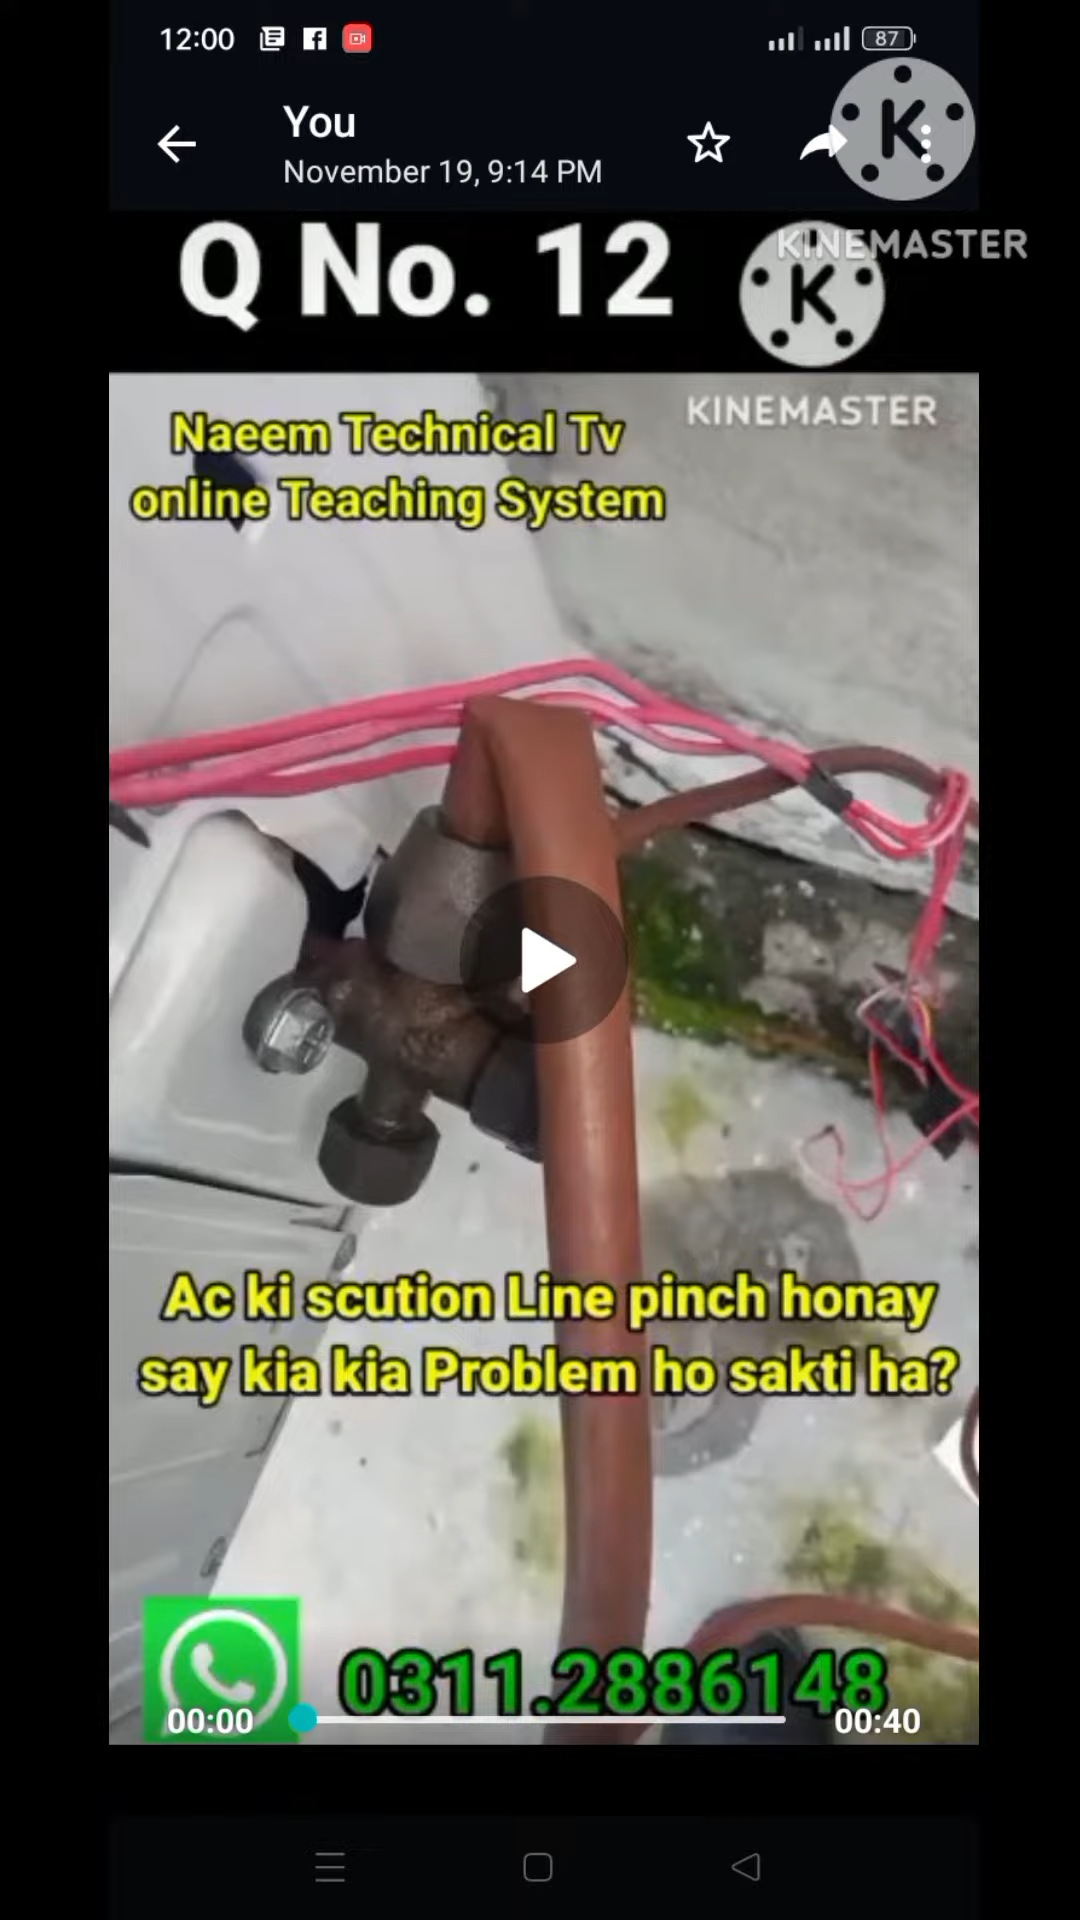 12:00
87
You
November 19, 9:14 PM
K
KINEMASTER
Q No. 12
K
KINEMASTER
Naeem Technical Tv
online Teaching System
Ac ki scution Line pinch honay
say kia kia Problem ho sakti ha?
0311.2886148
00:00
00:40